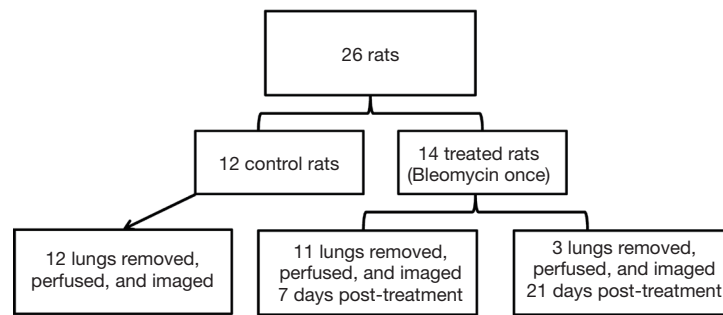 26 rats
12 control rats
14 treated rats
(Bleomycin once)
12 lungs removed,
perfused, and imaged
11 lungs removed,
perfused, and imaged
7 days post-treatment
3 lungs removed,
perfused, and imaged
21 days post-treatment